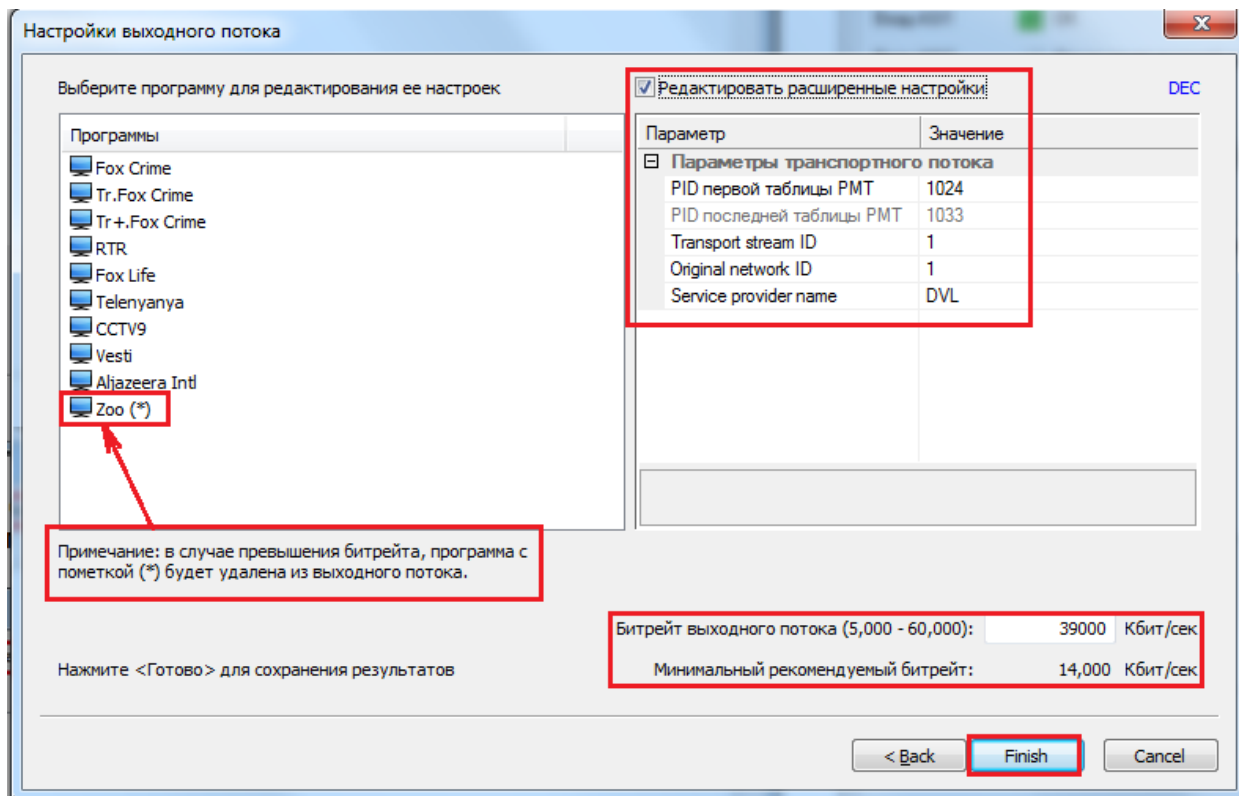 Настройки выходного потока
Выберите программу для редактирования ее настроек
Программы
Fox Crime
Tr.Fox Crime
Tr+.Fox Crime
RTR
Fox Life
Telenyanya
CCTV9
Vesti
Aljazeera Intl
Zoo (*)
Примечание: в случае превышения битрейта, программа с
пометкой (*) будет удалена из выходного потока.
Редактировать расширенные настройки
DEC
Параметр Значение
Параметры транспортного потока
PID первой таблицы PMT 1024
PID последней таблицы PMT 1033
Transport stream ID 1
Original network ID 1
Service provider name DVL
Битрейт выходного потока (5,000 - 60,000): 39000 Кбит/сек
Минимальный рекомендуемый битрейт: 14,000 Кбит/сек
Нажмите <Готово> для сохранения результатов
< Back Finish Cancel